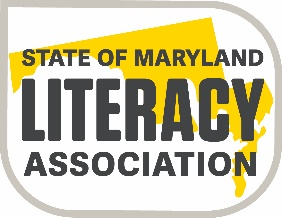 STATE OF MARYLAND
LITERACY
ASSOCIATION